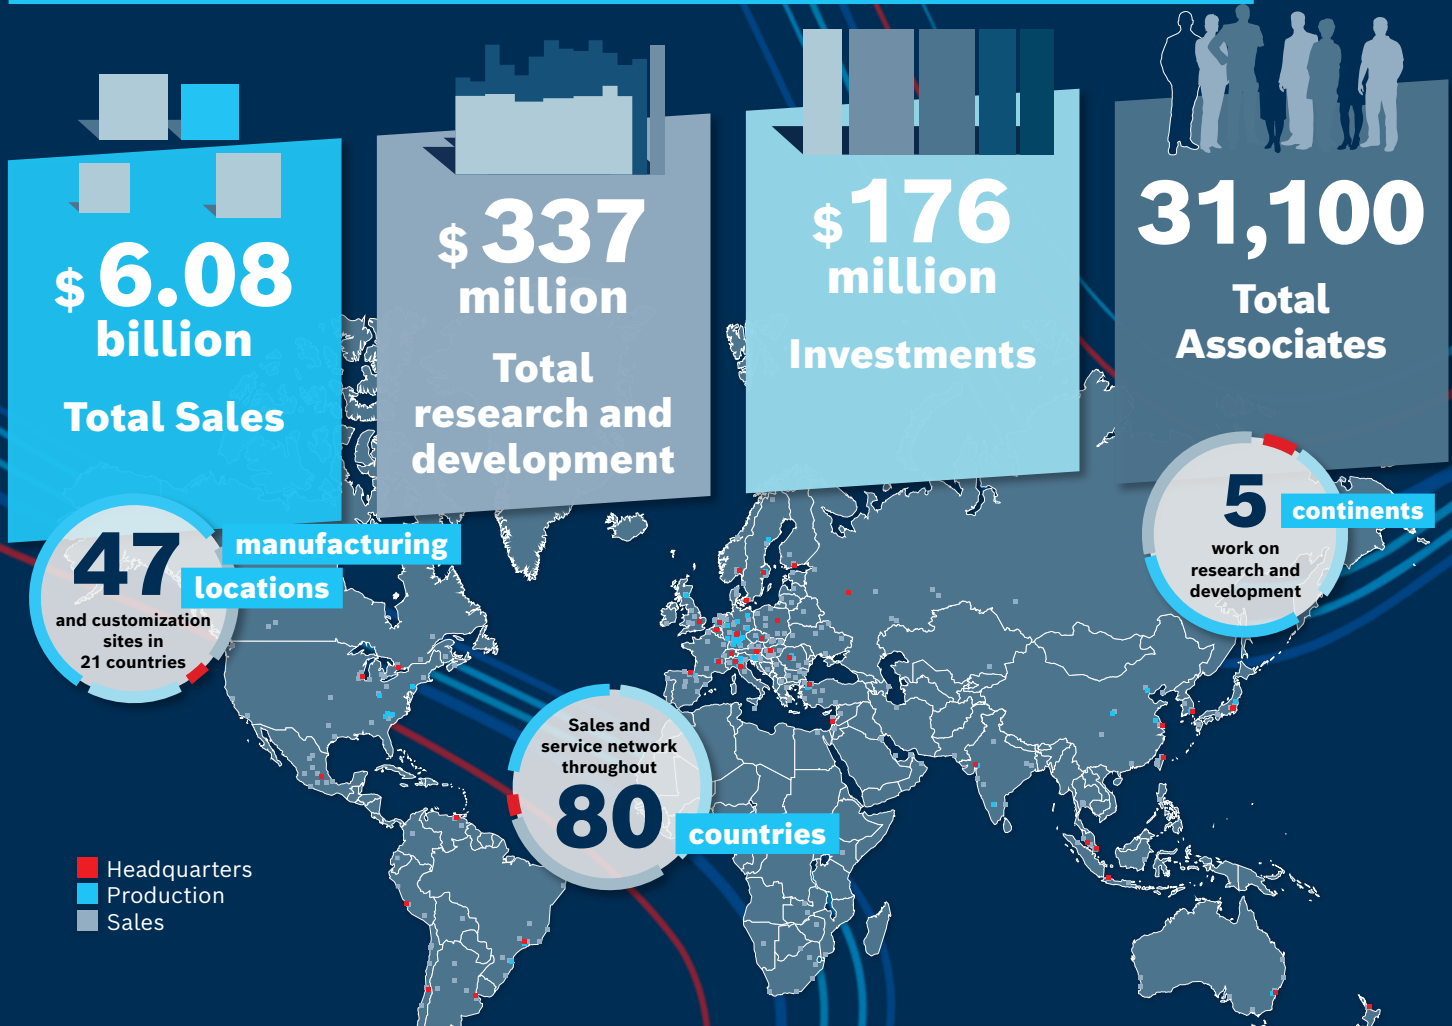 $ 6.08
billion
Total Sales
$ 337
million
Total
research and
development
$ 176
million
Investments
31,100
Total
Associates
47
manufacturing
locations
and customization
sites in
21 countries
5
continents
work on
research and
development
Sales and
service network
throughout
80
countries
Headquarters
Production
Sales